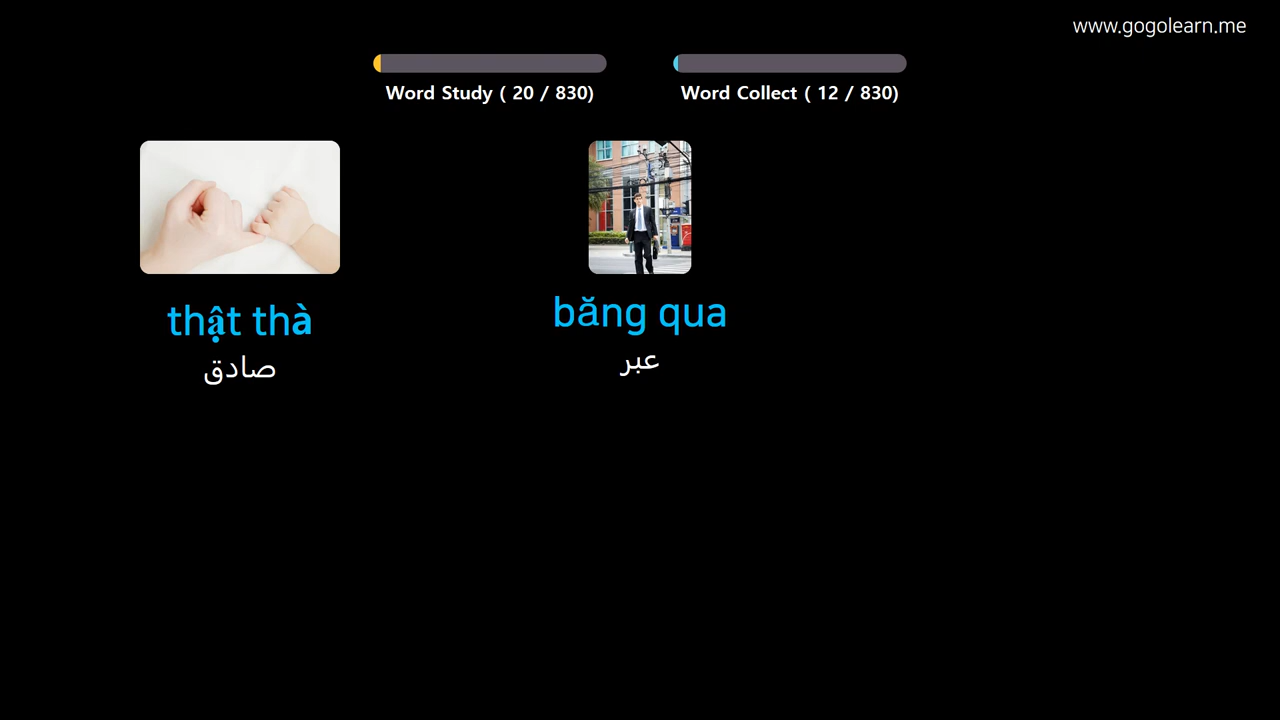 www.gogolearn.me
Word Study ( 20 / 830)
Word Collect ( 12 / 830)
thật thà
صادق
băng qua
عبر